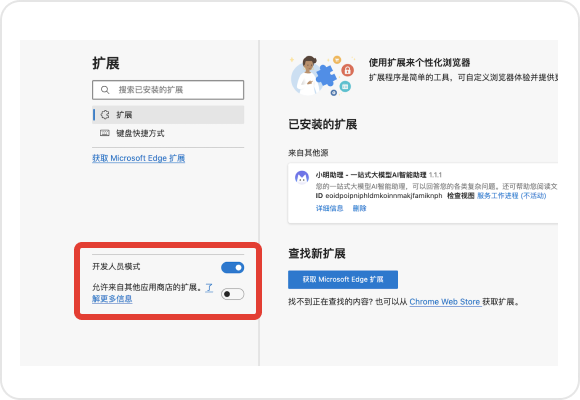 扩展
搜索已安装的扩展
扩展
键盘快捷方式
获取 Microsoft Edge 扩展
开发人员模式
允许来自其他应用商店的扩展。了
解更多信息
使用扩展来个性化浏览器
扩展程序是简单的工具，可自定义浏览器体验并提供更
已安装的扩展
来自其他源
小明助理 - 一站式大模型AI智能助理 1.1.1
您的一站式大模型AI智能助理，可以回答您的各类复杂问题。还可帮您阅读文
ID eoidpoipniphldmkoinnmakjfamiknph 检查视图 服务工作进程 (不活动)
详细信息 删除
查找新扩展
获取 Microsoft Edge 扩展
找不到正在查找的内容? 也可以从 Chrome Web Store 获取扩展。